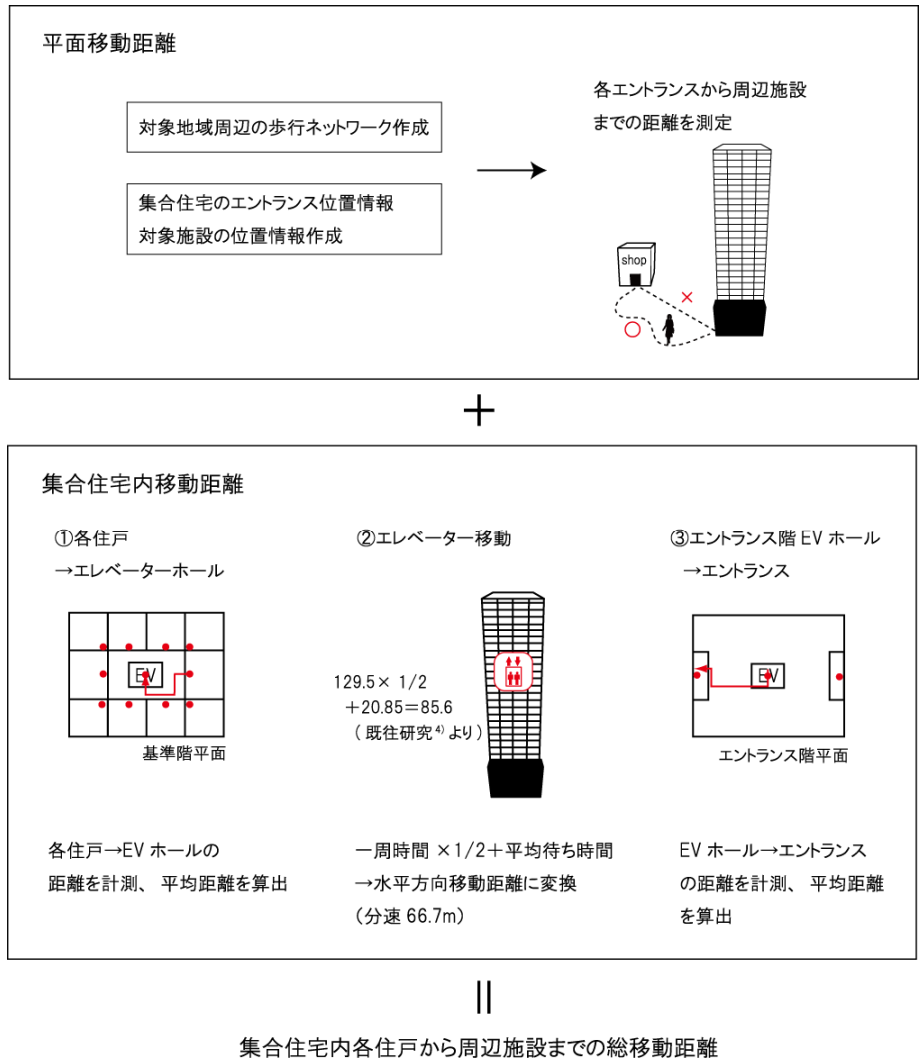 平面移動距離
対象地域周辺の歩行ネットワーク作成
集合住宅のエントランス位置情報
対象施設の位置情報作成
各エントランスから周辺施設
までの距離を測定
shop
×
○
+
集合住宅内移動距離
①各住戸
→エレベーターホール
EV
基準階平面
各住戸→EV ホールの
距離を計測、平均距離を算出
②エレベーター移動
129.5× 1/2
+20.85=85.6
(既往研究4)より)
一周時間 ×1/2+平均待ち時間
→水平方向移動距離に変換
(分速 66.7m)
③エントランス階 EV ホール
→エントランス
EV
エントランス階平面
EV ホール→エントランス
の距離を計測、平均距離
を算出
||
集合住宅内各住戸から周辺施設までの総移動距離